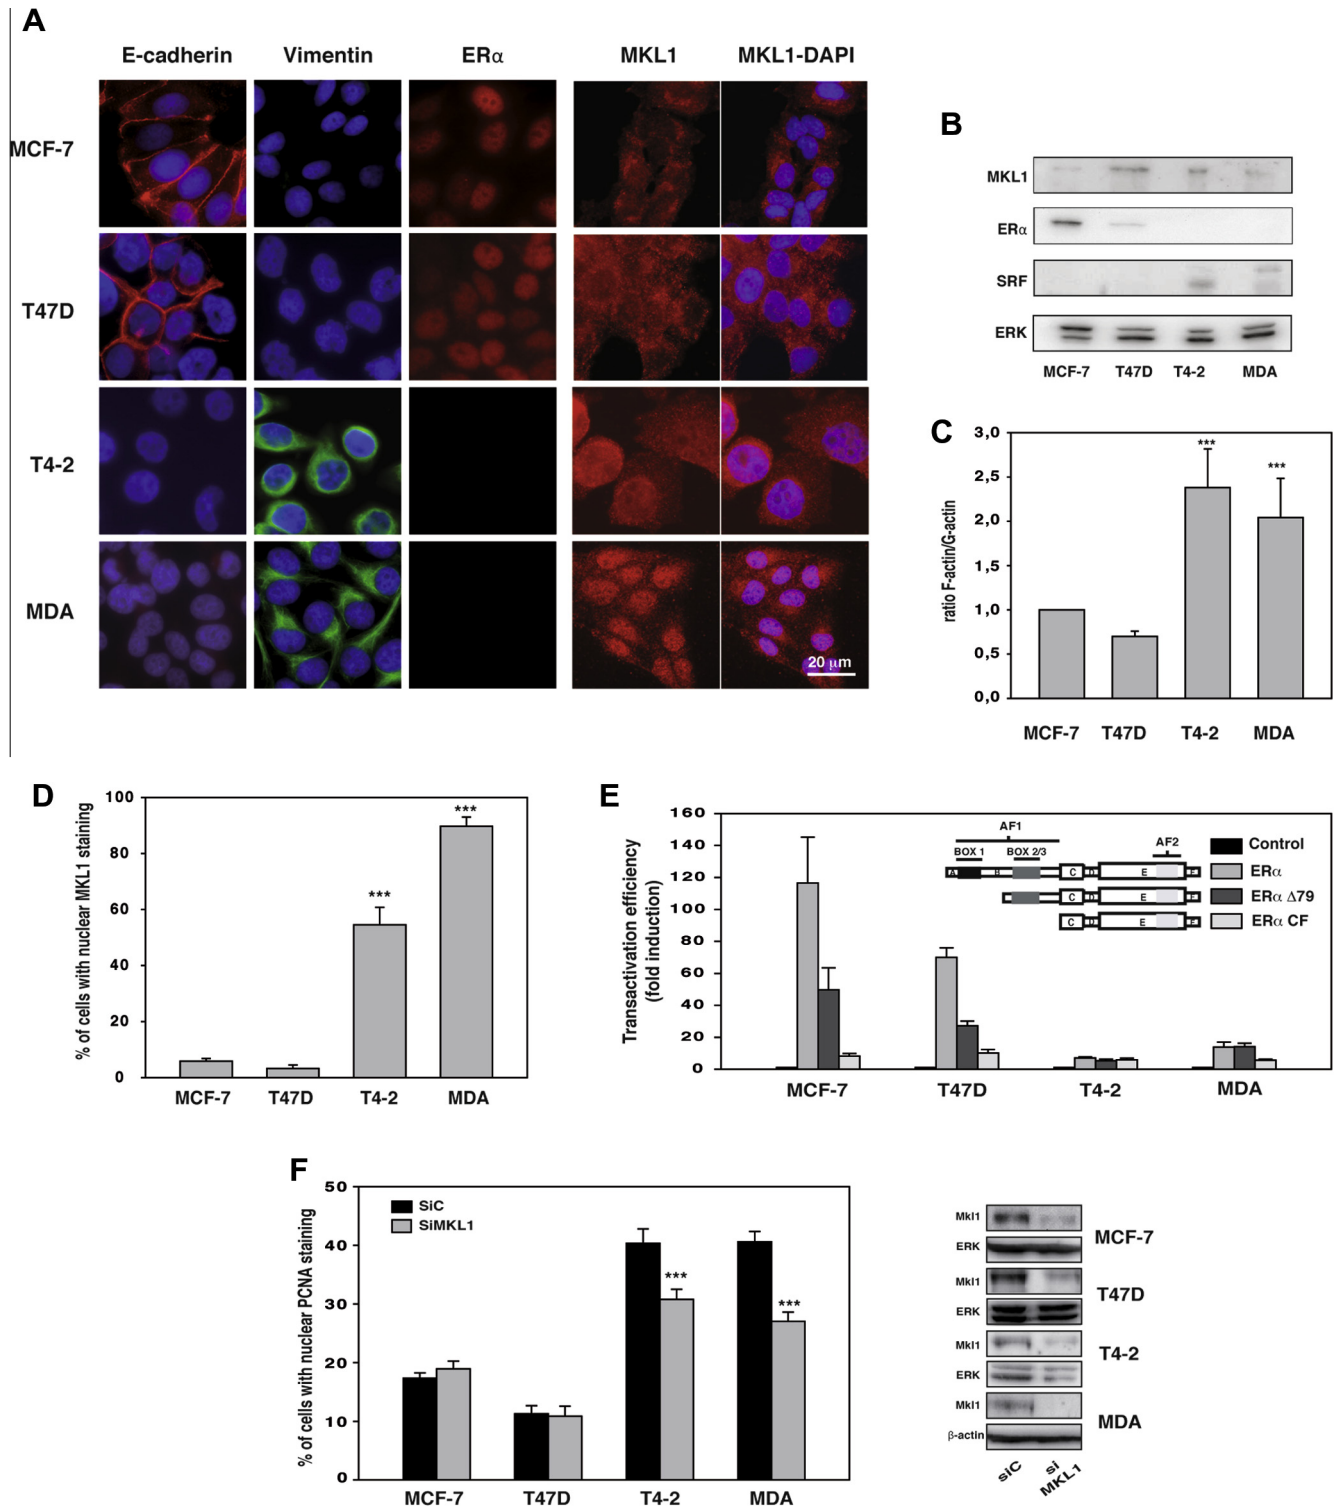 A
E-cadherin Vimentin ERα MKL1 MKL1-DAPI
MCF-7
T47D
T4-2
MDA
20 µm
B
MKL1
ERα
SRF
ERK
MCF-7 T47D T4-2 MDA
C
ratio F-actin/G-actin
3,0
2,5
2,0
1,5
1,0
0,5
0,0
*** ***
MCF-7 T47D T4-2 MDA
D
% of cells with nuclear MKL1 staining
100
80
60
40
20
0
*** ***
MCF-7 T47D T4-2 MDA
E
Transactivation efficiency
(fold induction)
160
140
120
100
80
60
40
20
0
AF1
BOX 1 BOX 2/3 AF2
A B C D E F
C D E F
C D E F
Control
ERα
ERα Δ79
ERα CF
MCF-7 T47D T4-2 MDA
F
% of cells with nuclear PCNA staining
50
40
30
20
10
0
SiC
SiMKL1
*** ***
MCF-7 T47D T4-2 MDA
Mkl1
ERK
MCF-7
Mkl1
ERK
T47D
Mkl1
ERK
T4-2
Mkl1
β-actin
MDA
siC
si
MKL1